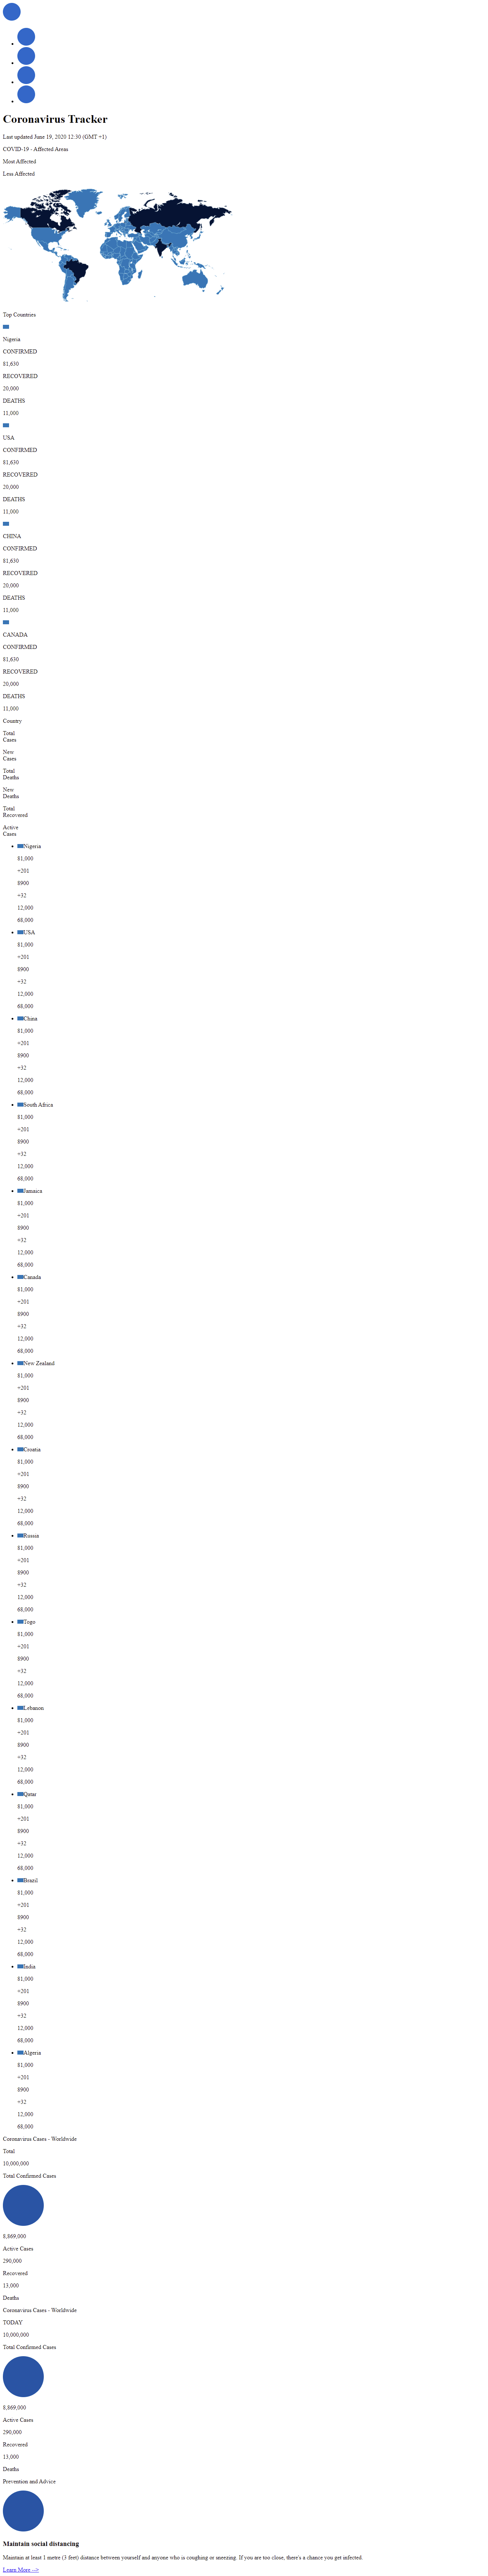 Coronavirus Tracker
Last updated June 19, 2020 12:30 (GMT +1)
COVID-19 - Affected Areas
Most Affected
Less Affected
Top Countries
Nigeria
CONFIRMED
81,630
RECOVERED
20,000
DEATHS
11,000
USA
CONFIRMED
81,630
RECOVERED
20,000
DEATHS
11,000
CHINA
CONFIRMED
81,630
RECOVERED
20,000
DEATHS
11,000
CANADA
CONFIRMED
81,630
RECOVERED
20,000
DEATHS
11,000
Country
Total
Cases
New
Cases
Total
Deaths
New
Deaths
Total
Recovered
Active
Cases
Nigeria
81,000
+201
8900
+32
12,000
68,000
USA
81,000
+201
8900
+32
12,000
68,000
China
81,000
+201
8900
+32
12,000
68,000
South Africa
81,000
+201
8900
+32
12,000
68,000
Jamaica
81,000
+201
8900
+32
12,000
68,000
Canada
81,000
+201
8900
+32
12,000
68,000
New Zealand
81,000
+201
8900
+32
12,000
68,000
Croatia
81,000
+201
8900
+32
12,000
68,000
Russia
81,000
+201
8900
+32
12,000
68,000
Togo
81,000
+201
8900
+32
12,000
68,000
Lebanon
81,000
+201
8900
+32
12,000
68,000
Qatar
81,000
+201
8900
+32
12,000
68,000
Brazil
81,000
+201
8900
+32
12,000
68,000
India
81,000
+201
8900
+32
12,000
68,000
Algeria
81,000
+201
8900
+32
12,000
68,000
Coronavirus Cases - Worldwide
Total
10,000,000
Total Confirmed Cases
8,869,000
Active Cases
290,000
Recovered
13,000
Deaths
Coronavirus Cases - Worldwide
TODAY
10,000,000
Total Confirmed Cases
8,869,000
Active Cases
290,000
Recovered
13,000
Deaths
Prevention and Advice
Maintain social distancing
Maintain at least 1 metre (3 feet) distance between yourself and anyone who is coughing or sneezing. If you are too close, there's a chance you get infected.
Learn More -->